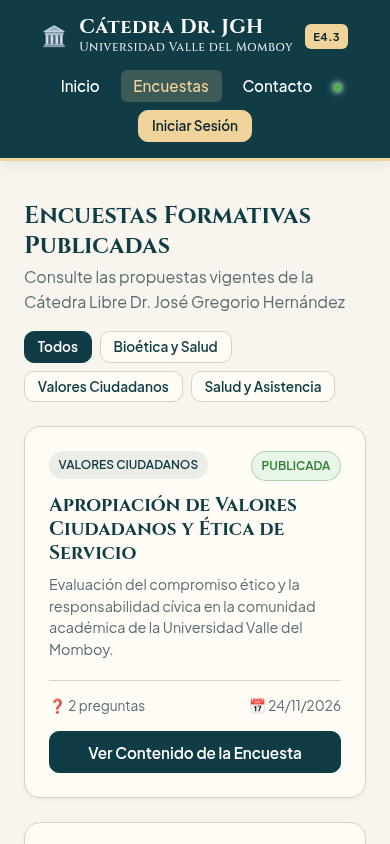 Cátedra Dr. JGH
Universidad Valle del Momboy
E4.3
Inicio
Encuestas
Contacto
Iniciar Sesión
Encuestas Formativas
Publicadas
Consulte las propuestas vigentes de la
Cátedra Libre Dr. José Gregorio Hernández
Todos
Bioética y Salud
Valores Ciudadanos
Salud y Asistencia
VALORES CIUDADANOS
PUBLICADA
Apropiación de Valores
Ciudadanos y Ética de
Servicio
Evaluación del compromiso ético y la
responsabilidad cívica en la comunidad
académica de la Universidad Valle del
Momboy.
❓ 2 preguntas
📅 24/11/2026
Ver Contenido de la Encuesta